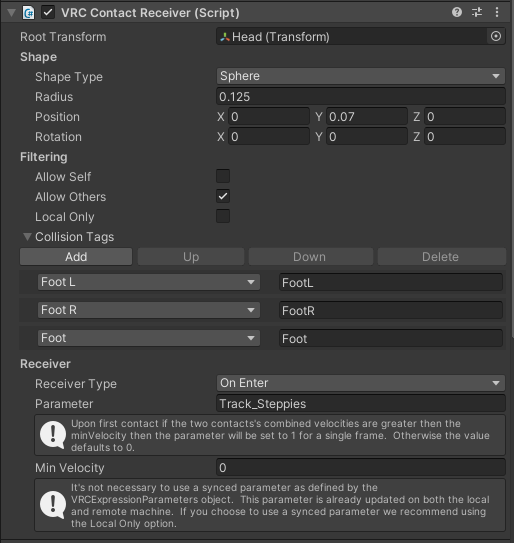 VRC Contact Receiver (Script)
Root Transform Head (Transform)
Shape
Shape Type Sphere
Radius 0.125
Position X 0 Y 0.07 Z 0
Rotation X 0 Y 0 Z 0
Filtering
Allow Self
Allow Others
Local Only
Collision Tags
Add Up Down Delete
Foot L FootL
Foot R FootR
Foot Foot
Receiver
Receiver Type On Enter
Parameter Track_Steppies
Upon first contact if the two contacts's combined velocities are greater then the
minVelocity then the parameter will be set to 1 for a single frame. Otherwise the value
defaults to 0.
Min Velocity 0
It's not necessary to use a synced parameter as defined by the
VRCExpressionParameters object. This parameter is already updated on both the local
and remote machine. If you choose to use a synced parameter we recommend using
the Local Only option.